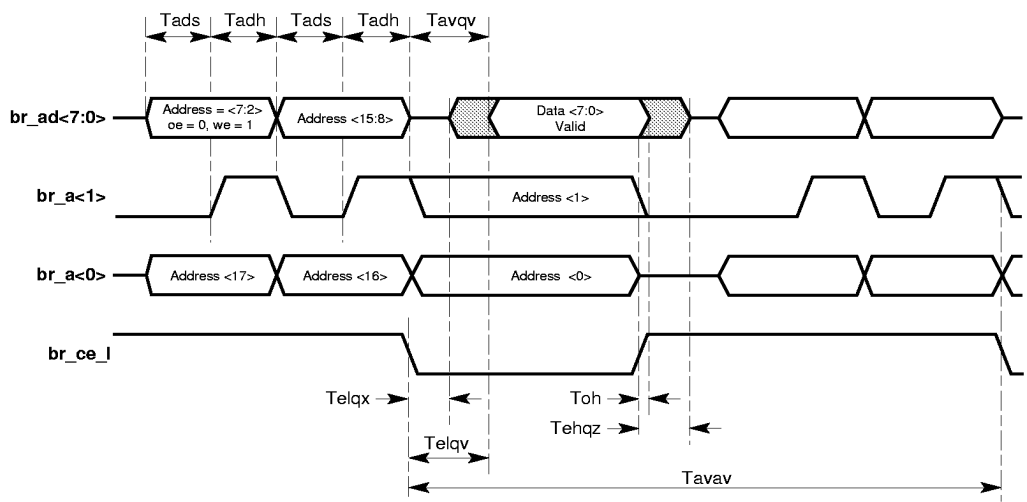 Tads Tadh Tads Tadh Tavqv
br_ad<7:0>
Address = <7:2>
oe = 0, we = 1
Address <15:8>
Data <7:0>
Valid
br_a<1>
Address <1>
br_a<0>
Address <17>
Address <16>
Address <0>
br_ce_l
Telqx
Toh
Tehqz
Telqv
Tavav